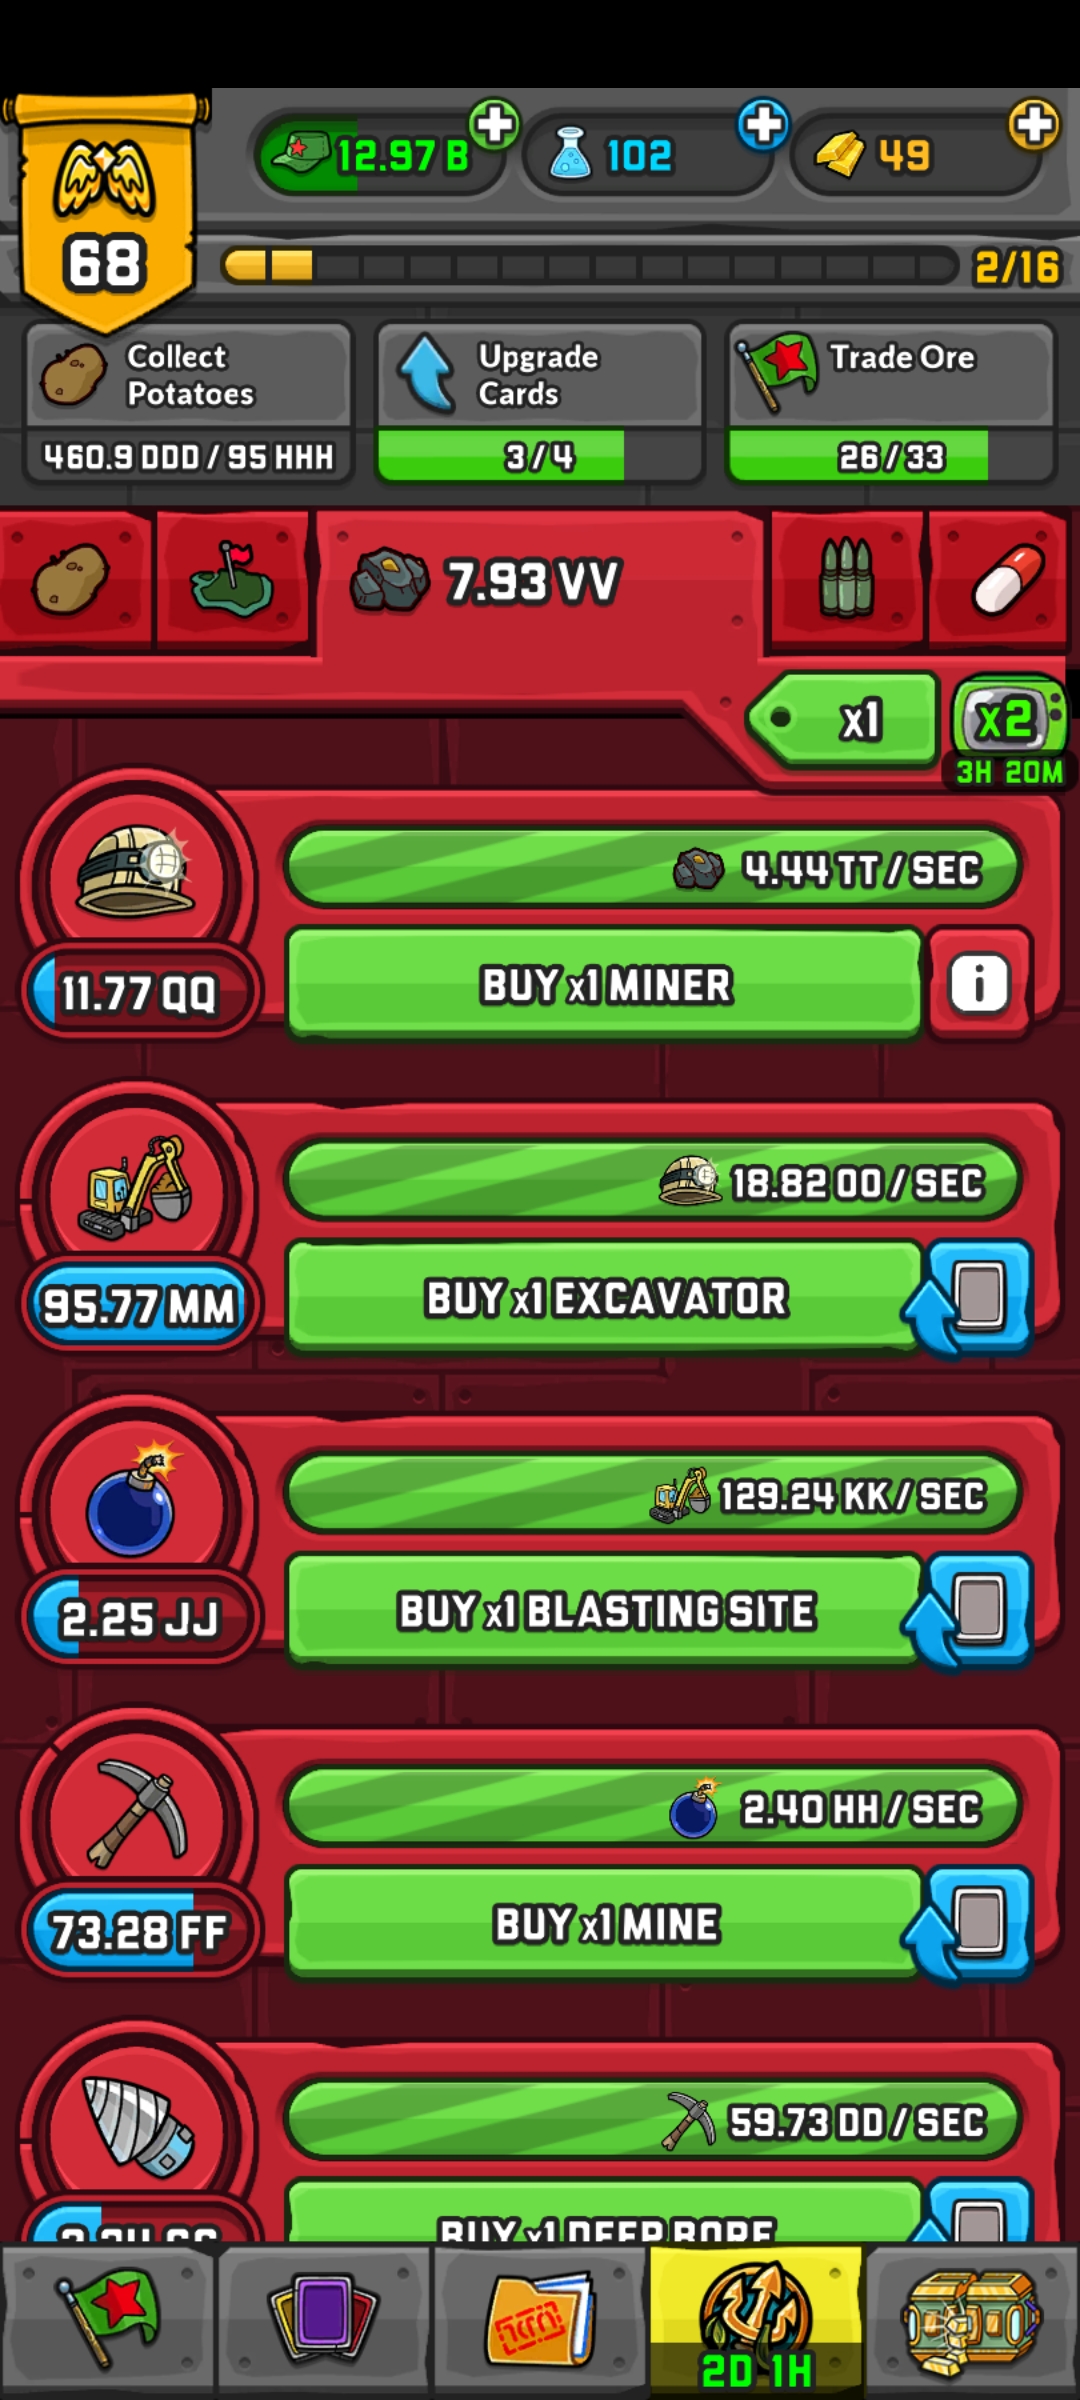 12.97 B
102
49
68
2/16
Collect
Potatoes
460.9 DDD / 95 HHH
Upgrade
Cards
3/4
Trade Ore
26/33
7.93 VV
x1
x2
3H 20M
4.44 TT / SEC
11.77 QQ
BUY x1 MINER
i
18.82 OO / SEC
95.77 MM
BUY x1 EXCAVATOR
129.24 KK / SEC
2.25 JJ
BUY x1 BLASTING SITE
2.40 HH / SEC
73.28 FF
BUY x1 MINE
59.73 DD / SEC
BUY x1 DEEP BORE
2D 1H